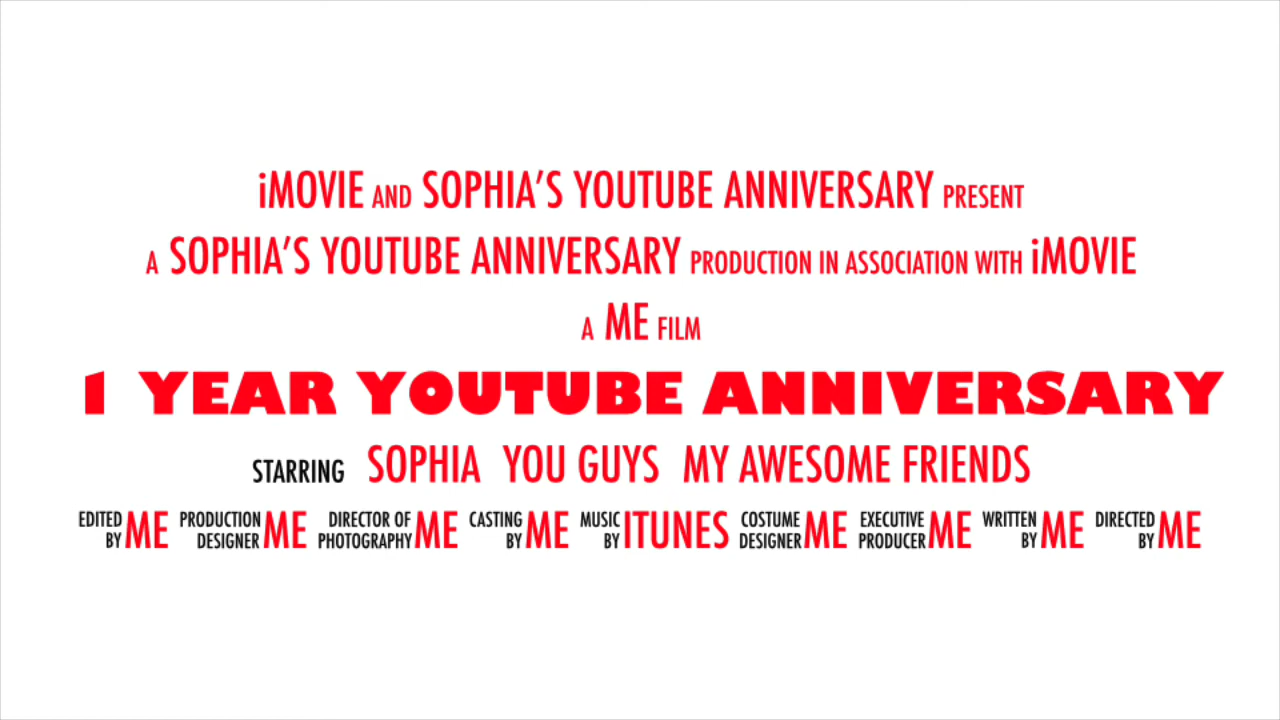 iMOVIE AND SOPHIA'S YOUTUBE ANNIVERSARY PRESENT
A SOPHIA'S YOUTUBE ANNIVERSARY PRODUCTION IN ASSOCIATION WITH iMOVIE
A ME FILM
1 YEAR YOUTUBE ANNIVERSARY
STARRING SOPHIA YOU GUYS MY AWESOME FRIENDS
EDITED BY ME PRODUCTION DESIGNER ME DIRECTOR OF PHOTOGRAPHY ME CASTING BY ME MUSIC BY ITUNES COSTUME DESIGNER ME EXECUTIVE PRODUCER ME WRITTEN BY ME DIRECTED BY ME